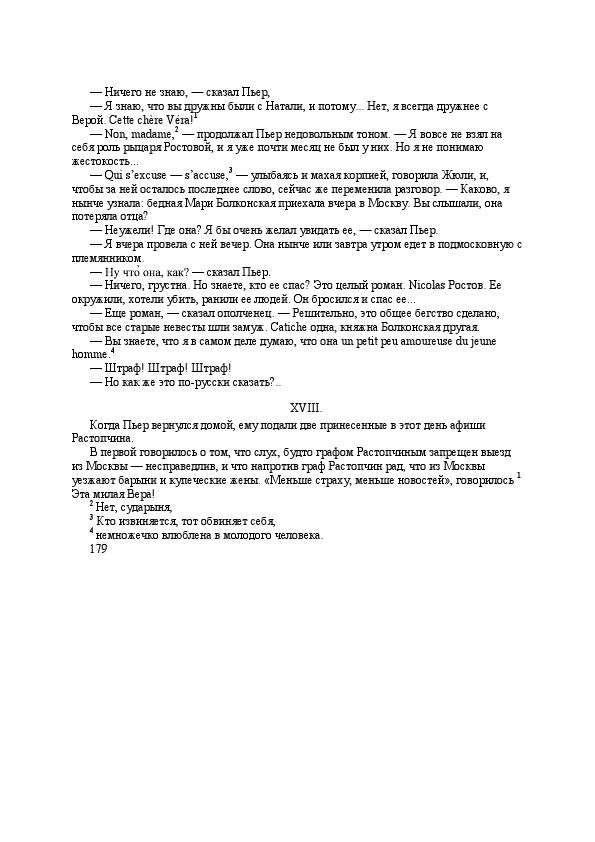 — Ничего не знаю, — сказал Пьер,
— Я знаю, что вы дружны были с Натали, и потому... Нет, я всегда дружнее с
Верой. Cette chère Véra!1
— Non, madame,2 — продолжал Пьер недовольным тоном. — Я вовсе не взял на
себя роль рыцаря Ростовой, и я уже почти месяц не был у них. Но я не понимаю
жестокость...
— Qui s’excuse — s’accuse,3 — улыбаясь и махая корпией, говорила Жюли, и,
чтобы за ней осталось последнее слово, сейчас же переменила разговор. — Каково, я
нынче узнала: бедная Мари Болконская приехала вчера в Москву. Вы слышали, она
потеряла отца?
— Неужели! Где она? Я бы очень желал увидать ее, — сказал Пьер.
— Я вчера провела с ней вечер. Она нынче или завтра утром едет в подмосковную с
племянником.
— Ну что̀ она, как? — сказал Пьер.
— Ничего, грустна. Но знаете, кто ее спас? Это целый роман. Nicolas Ростов. Ее
окружили, хотели убить, ранили ее людей. Он бросился и спас ее...
— Еще роман, — сказал ополченец. — Решительно, это общее бегство сделано,
чтобы все старые невесты шли замуж. Catiche одна, княжна Болконская другая.
— Вы знаете, что я в самом деле думаю, что она un petit peu amoureuse du jeune
homme.4
— Штраф! Штраф! Штраф!
— Но как же это по-русски сказать?..
XVIII.
Когда Пьер вернулся домой, ему подали две принесенные в этот день афиши
Растопчина.
В первой говорилось о том, что слух, будто графом Растопчиным запрещен выезд
из Москвы — несправедлив, и что напротив граф Растопчин рад, что из Москвы
уезжают барыни и купеческие жены. «Меньше страху, меньше новостей», говорилось 1
Эта милая Вера!
2 Нет, сударыня,
3 Кто извиняется, тот обвиняет себя,
4 немножечко влюблена в молодого человека.
179